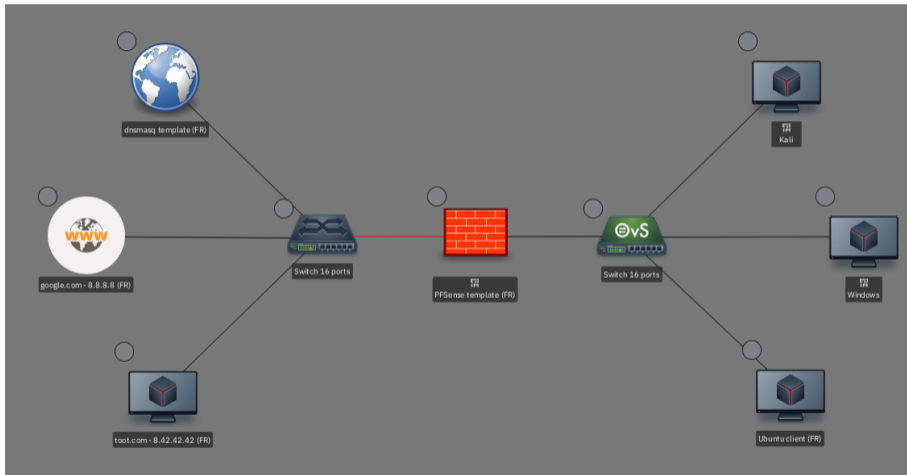 dnsmasq template (FR)
Kali
WWW
OvS
google.com - 8.8.8.8 (FR)
Switch 16 ports
PFSense template (FR)
Switch 16 ports
Windows
toot.com - 8.42.42.42 (FR)
Ubuntu client (FR)